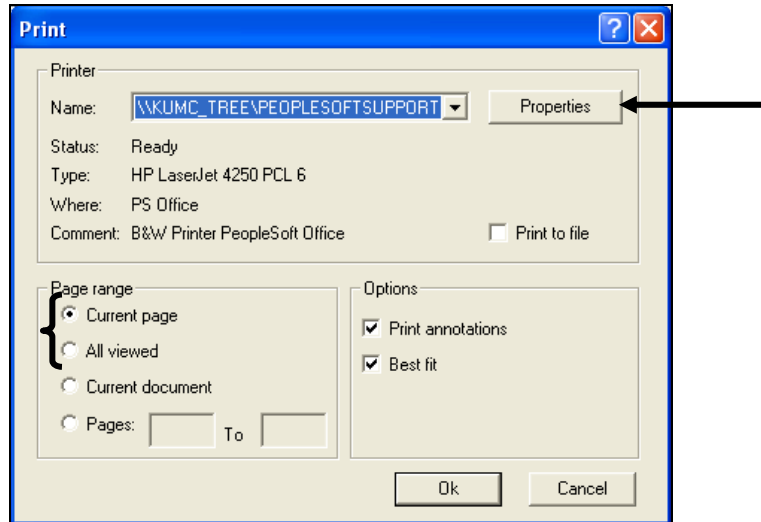 Print
Printer
Name: \\KUMC_TREE\PEOPLESOFTSUPPORT Properties
Status: Ready
Type: HP LaserJet 4250 PCL 6
Where: PS Office
Comment: B&W Printer PeopleSoft Office Print to file
Page range
Current page
All viewed
Current document
Pages: To
Options
Print annotations
Best fit
Ok Cancel